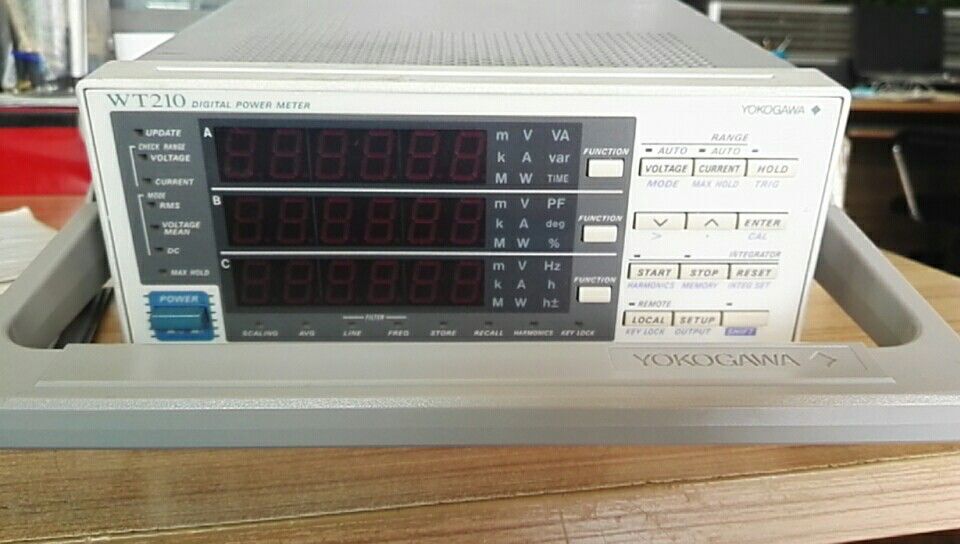 WT210 DIGITAL POWER METER
YOKOGAWA
UPDATE
CHECK RANGE
VOLTAGE
CURRENT
MODE
RMS
VOLTAGE
MEAN
DC
MAX HOLD
POWER
A
m V VA
k A var
M W TIME
FUNCTION
B
m V PF
k A deg
M W %
FUNCTION
C
m V Hz
k A h
M W h±
FUNCTION
FILTER
SCALING AVG LINE FREQ STORE RECALL HARMONICS KEY LOCK
RANGE
AUTO AUTO
VOLTAGE CURRENT HOLD
MODE MAX HOLD TRIG
ENTER
CAL
INTEGRATOR
START STOP RESET
HARMONICS MEMORY INTEG SET
REMOTE
LOCAL SETUP
KEY LOCK OUTPUT SHIFT
YOKOGAWA